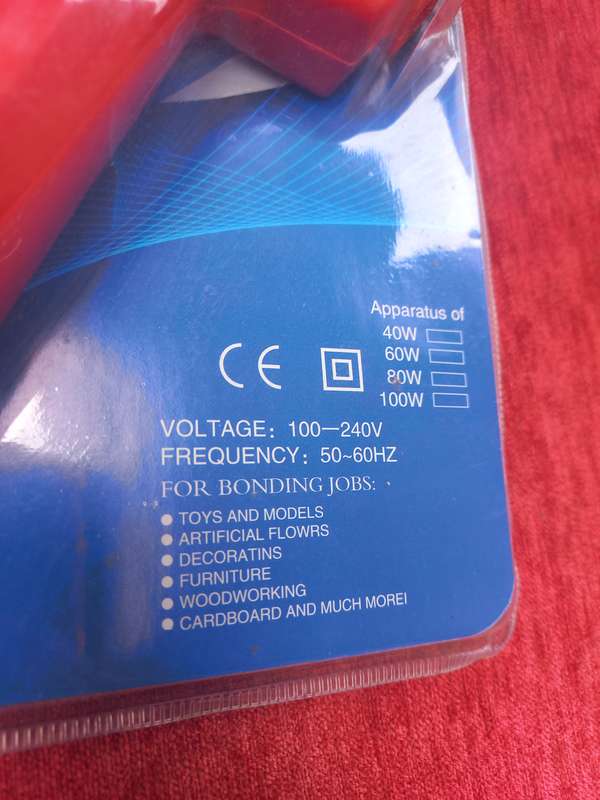 Apparatus of
40W
60W
80W
100W
CE
VOLTAGE: 100—240V
FREQUENCY: 50~60HZ
FOR BONDING JOBS:
● TOYS AND MODELS
● ARTIFICIAL FLOWRS
● DECORATINS
● FURNITURE
● WOODWORKING
● CARDBOARD AND MUCH MOREI